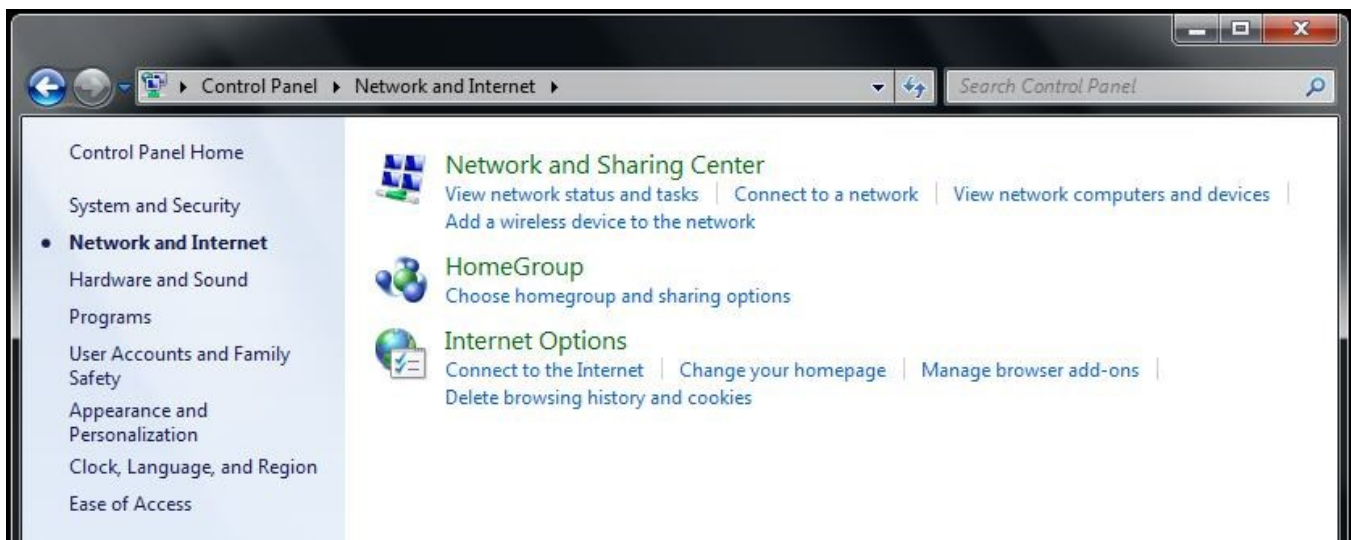 Control Panel
Network and Internet
Search Control Panel
Control Panel Home
System and Security
Network and Internet
Hardware and Sound
Programs
User Accounts and Family
Safety
Appearance and
Personalization
Clock, Language, and Region
Ease of Access
Network and Sharing Center
View network status and tasks
Connect to a network
View network computers and devices
Add a wireless device to the network
HomeGroup
Choose homegroup and sharing options
Internet Options
Connect to the Internet
Change your homepage
Manage browser add-ons
Delete browsing history and cookies